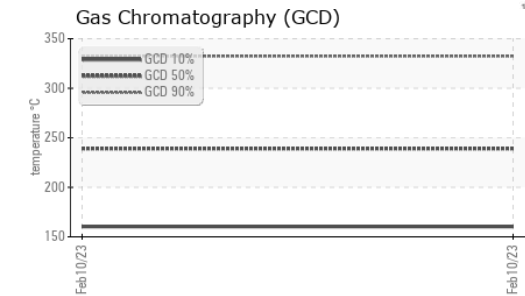 Gas Chromatography (GCD)
350
GCD 10%
GCD 50%
GCD 90%
300
250
200
150
temperature °C
Feb10/23
Feb10/23